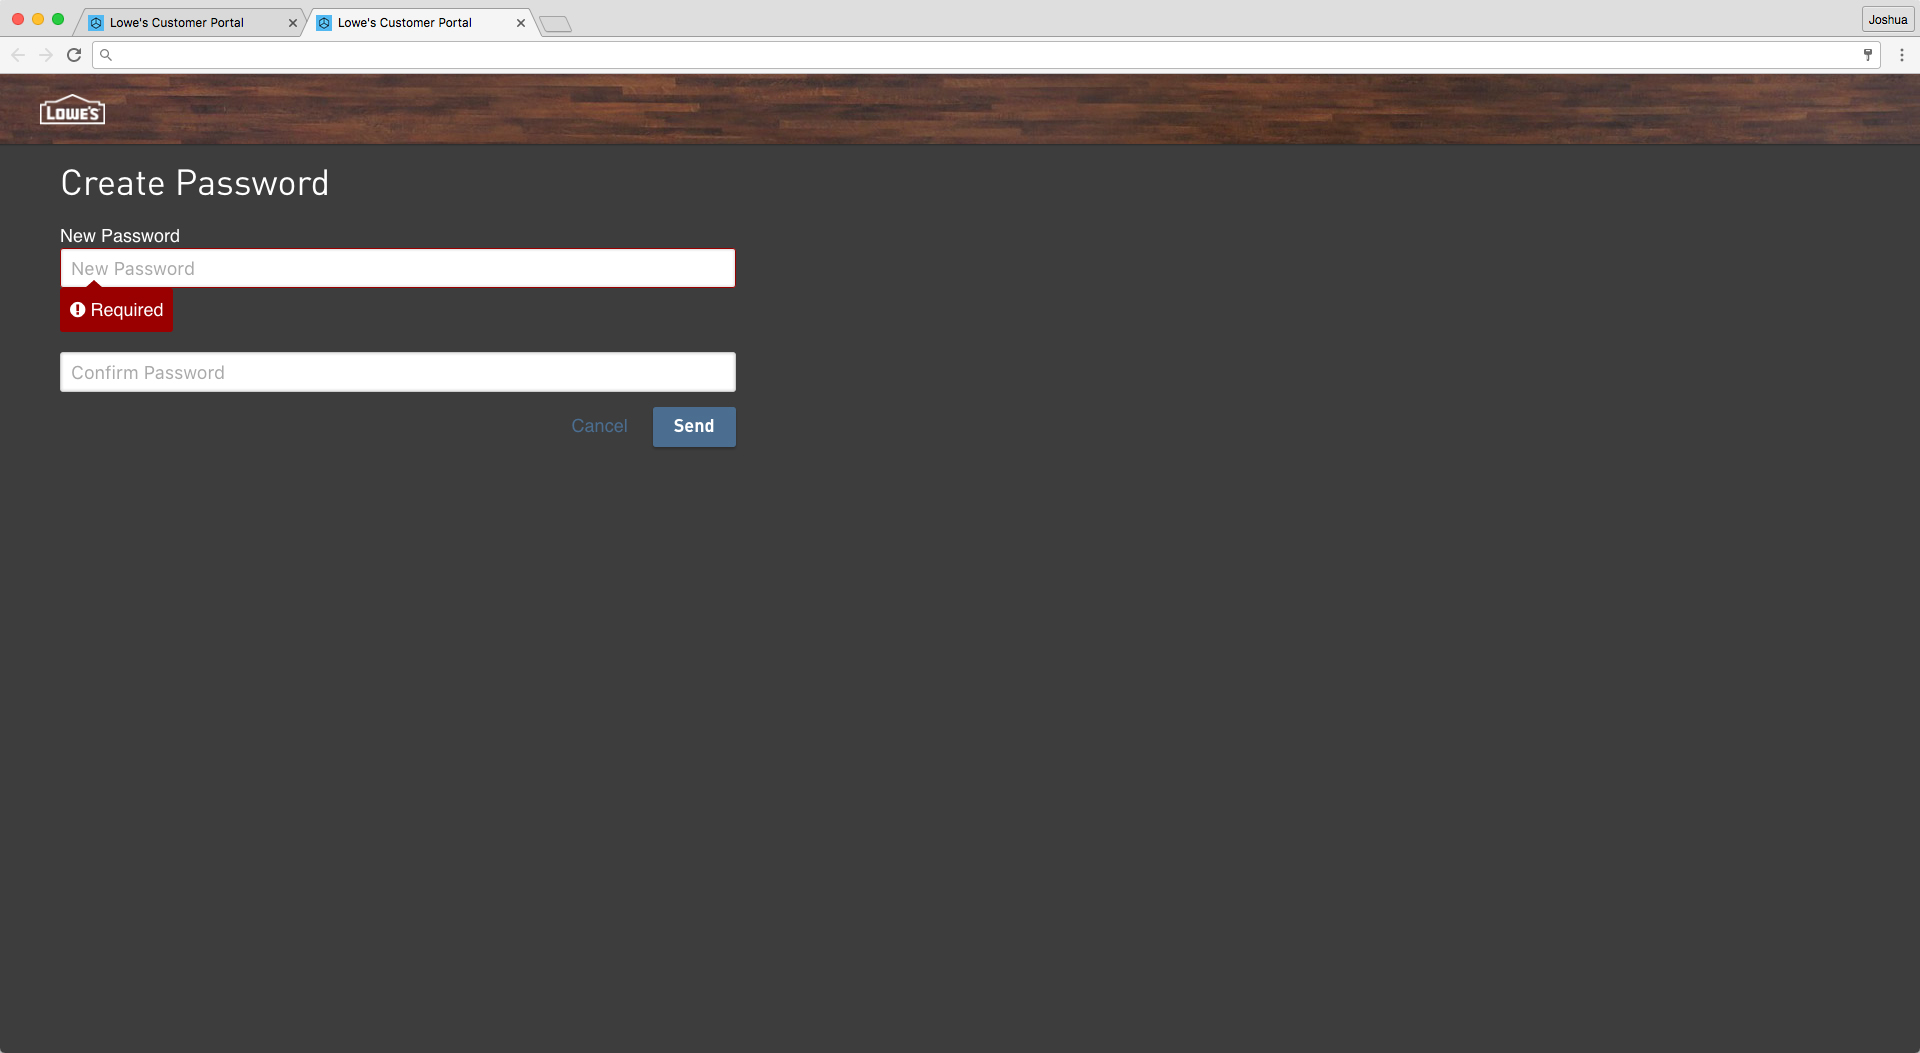 Lowe's Customer Portal
Lowe's Customer Portal
Joshua
LOWE'S
Create Password
New Password
New Password
Required
Confirm Password
Cancel
Send